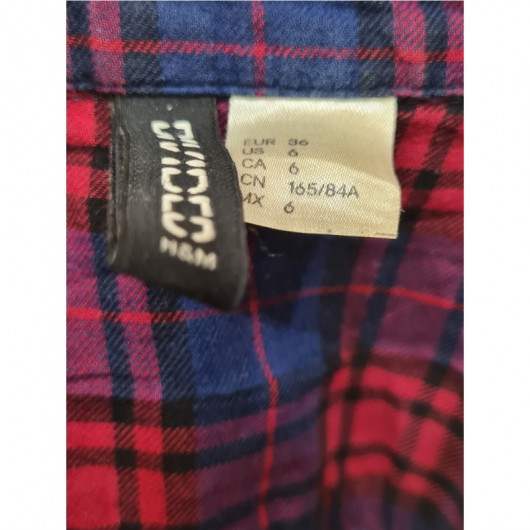 DIVIDED
H&M
EUR 36
US 6
CA 6
CN 165/84A
MX 6